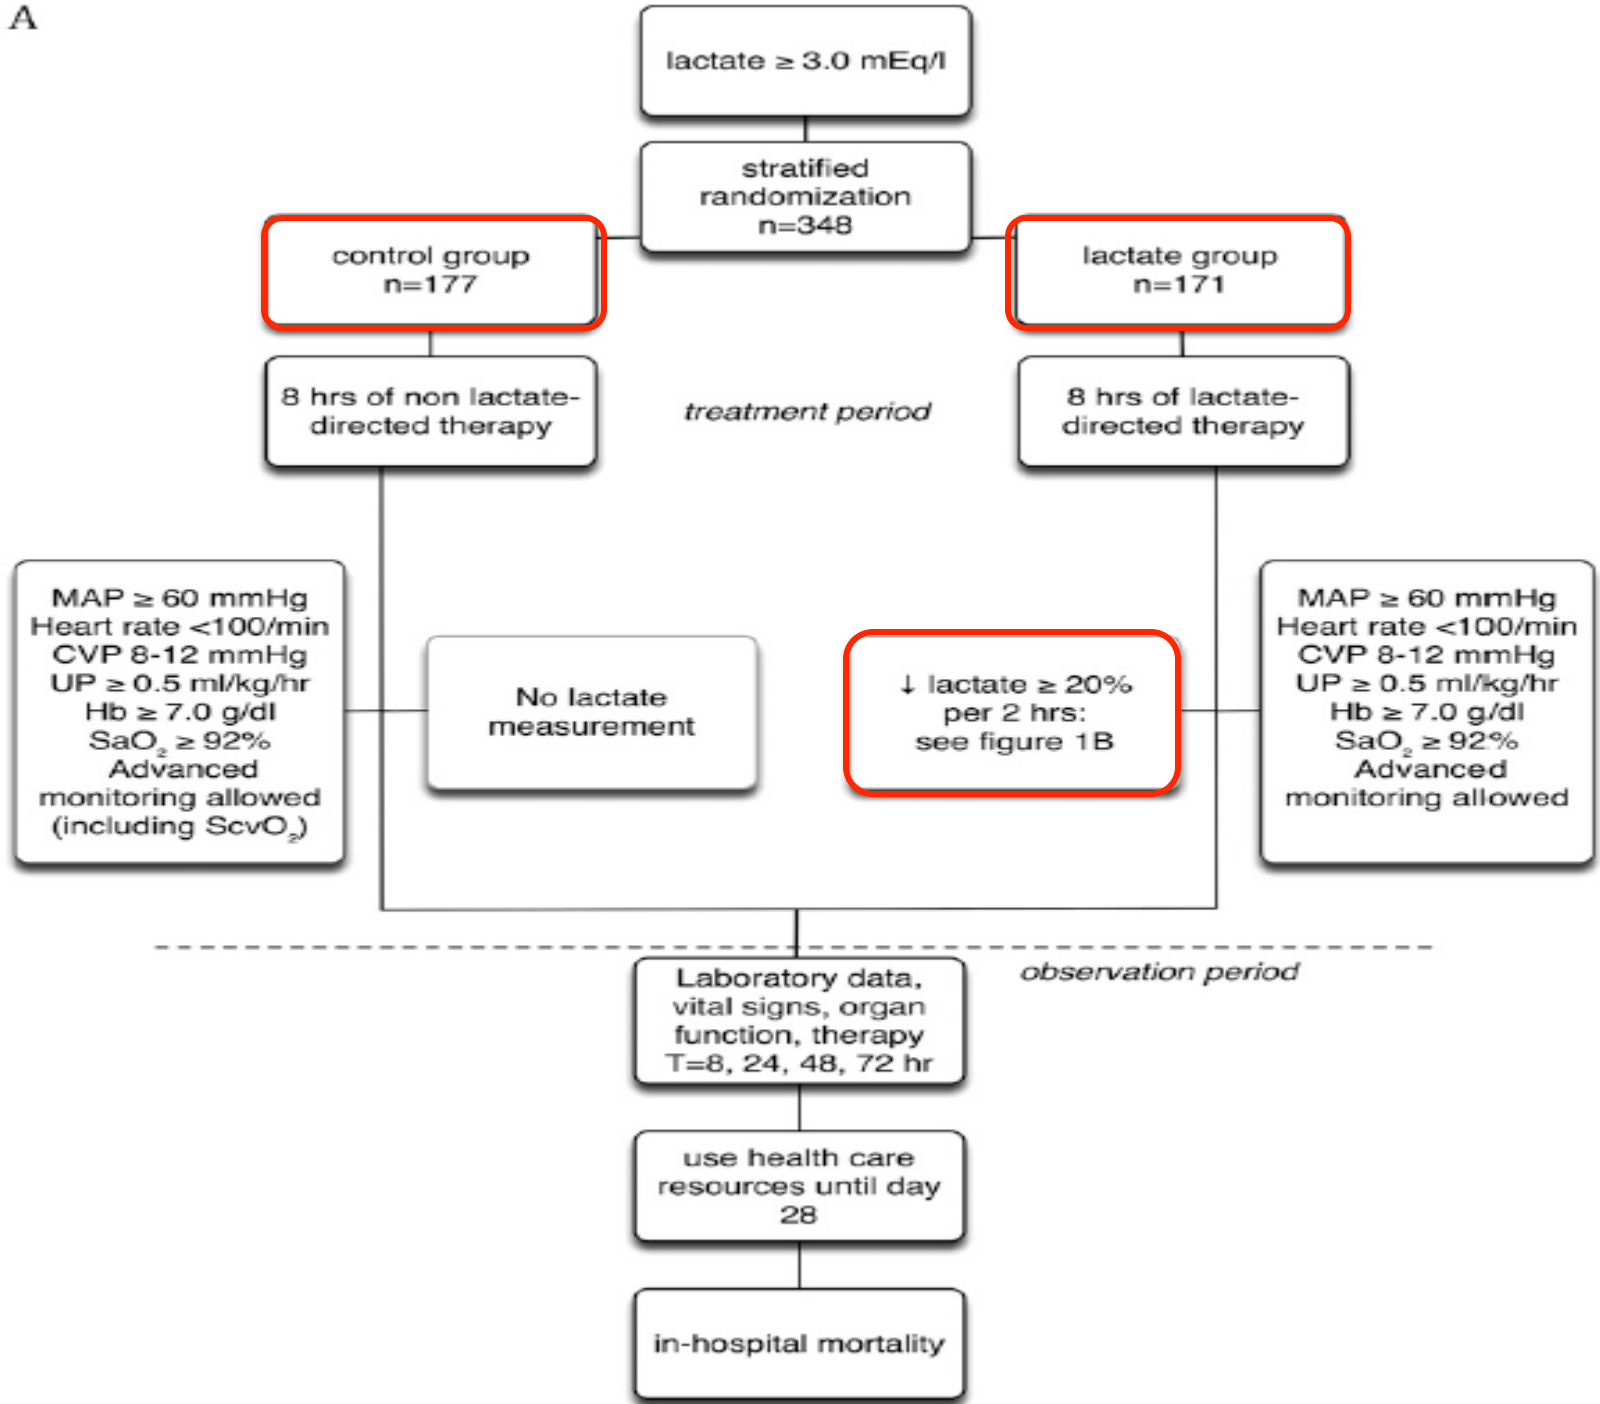 A
lactate ≥ 3.0 mEq/l
stratified
randomization
n=348
control group
n=177
lactate group
n=171
8 hrs of non lactate-
directed therapy
treatment period
8 hrs of lactate-
directed therapy
MAP ≥ 60 mmHg
Heart rate <100/min
CVP 8-12 mmHg
UP ≥ 0.5 ml/kg/hr
Hb ≥ 7.0 g/dl
SaO₂ ≥ 92%
Advanced
monitoring allowed
(including ScvO₂)
No lactate
measurement
↓ lactate ≥ 20%
per 2 hrs:
see figure 1B
MAP ≥ 60 mmHg
Heart rate <100/min
CVP 8-12 mmHg
UP ≥ 0.5 ml/kg/hr
Hb ≥ 7.0 g/dl
SaO₂ ≥ 92%
Advanced
monitoring allowed
observation period
Laboratory data,
vital signs, organ
function, therapy
T=8, 24, 48, 72 hr
use health care
resources until day
28
in-hospital mortality